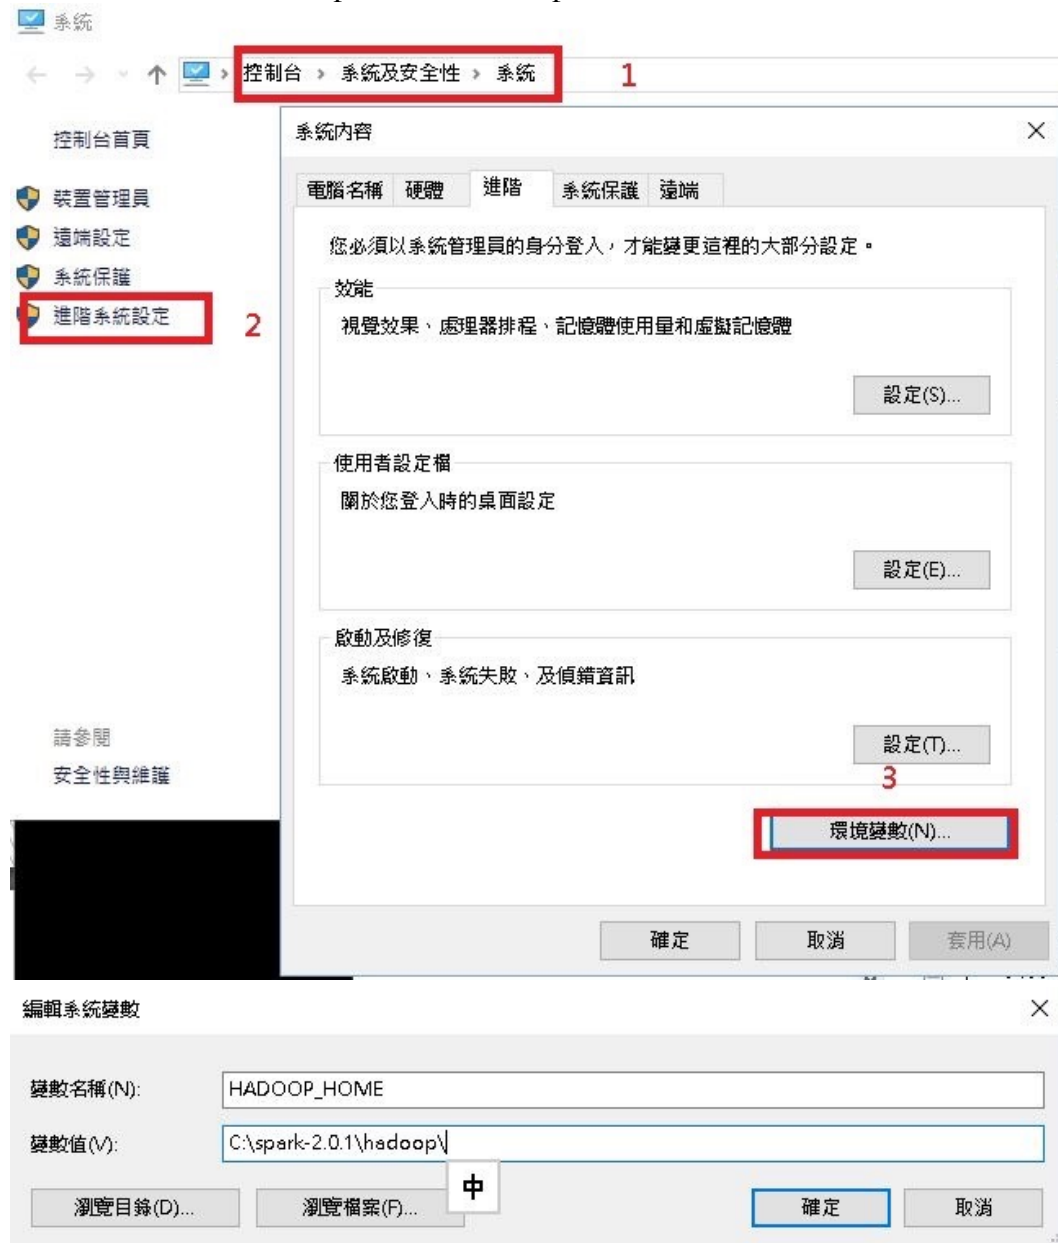 系統
控制台 › 系統及安全性 › 系統
1
控制台首頁
裝置管理員
遠端設定
系統保護
進階系統設定
2
系統內容
電腦名稱 硬體 進階 系統保護 遠端
您必須以系統管理員的身分登入，才能變更這裡的大部分設定。
效能
視覺效果、處理器排程、記憶體使用量和虛擬記憶體
設定(S)...
使用者設定檔
關於您登入時的桌面設定
設定(E)...
啟動及修復
系統啟動、系統失敗、及偵錯資訊
設定(T)...
3
環境變數(N)...
請參閱
安全性與維護
確定 取消 套用(A)
編輯系統變數
變數名稱(N): HADOOP_HOME
變數值(V): C:\spark-2.0.1\hadoop\
中
瀏覽目錄(D)... 瀏覽檔案(F)... 確定 取消